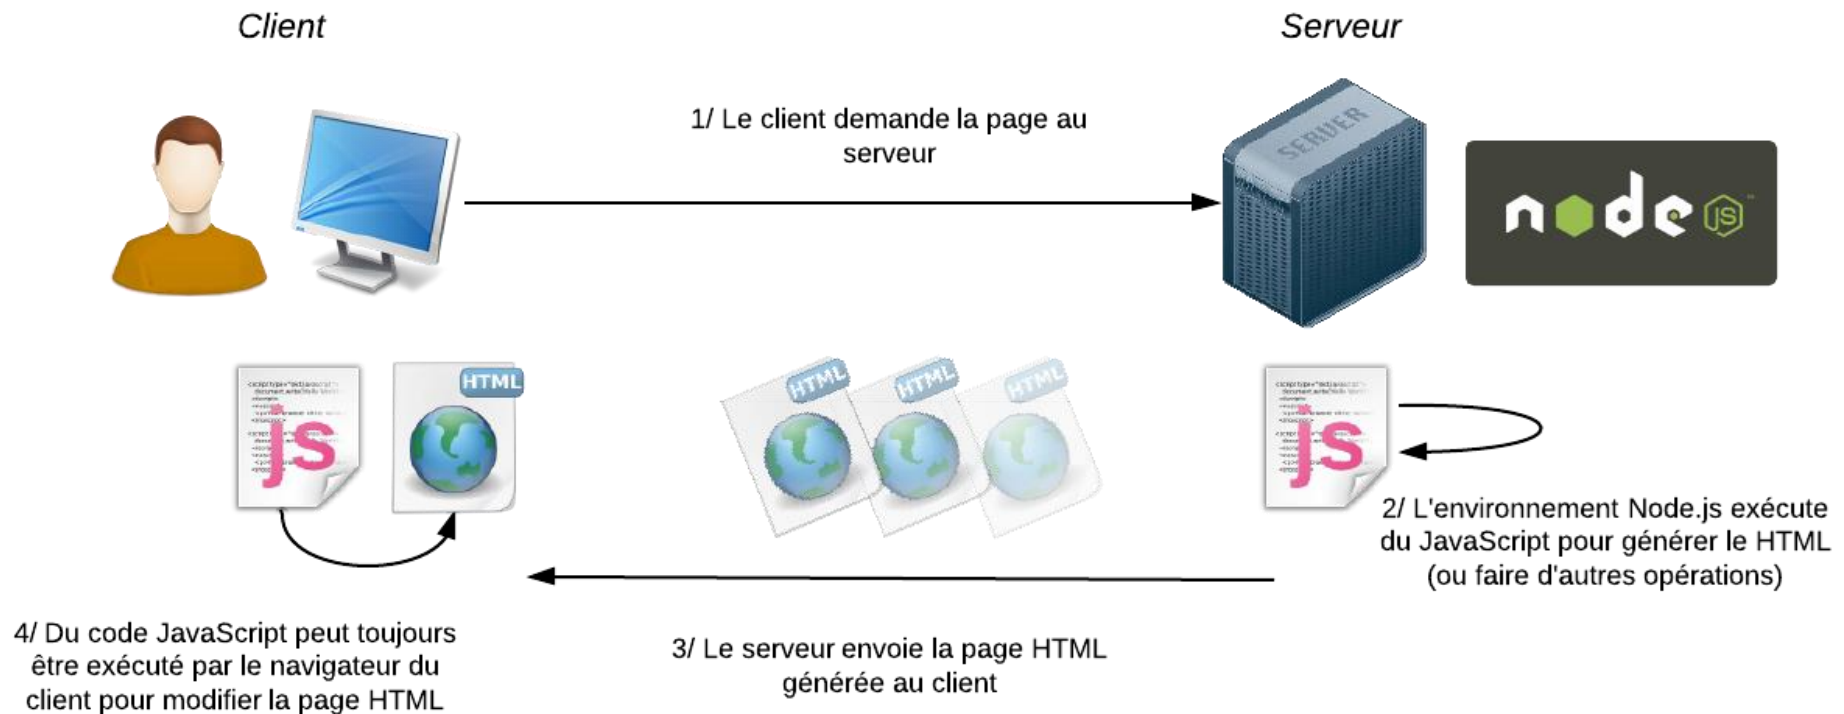 Client
Serveur
1/ Le client demande la page au
serveur
SERVER
node
JS
HTML
HTML
HTML
HTML
js
js
2/ L'environnement Node.js exécute
du JavaScript pour générer le HTML
(ou faire d'autres opérations)
4/ Du code JavaScript peut toujours
être exécuté par le navigateur du
client pour modifier la page HTML
3/ Le serveur envoie la page HTML
générée au client